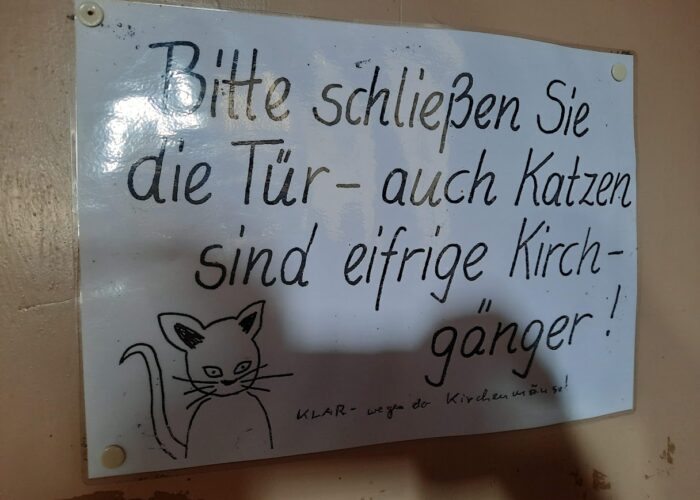 Bitte schließen Sie
die Tür – auch Katzen
sind eifrige Kirch-
gänger!
KLAR – wegen der Kirchenmäuse!